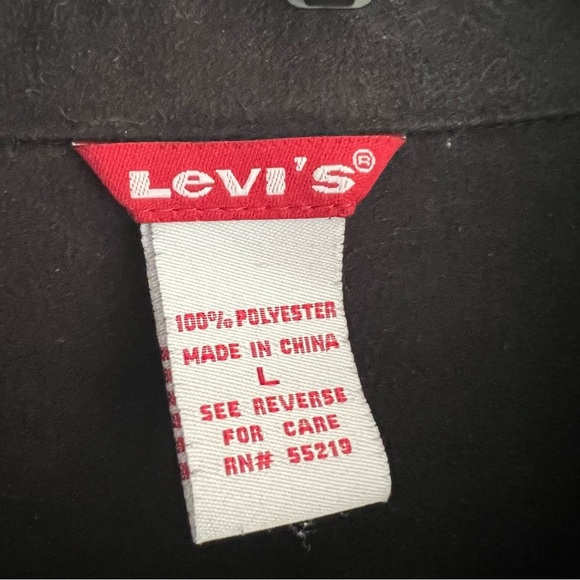 Levi's®
100% POLYESTER
MADE IN CHINA
L
SEE REVERSE
FOR CARE
RN# 55219